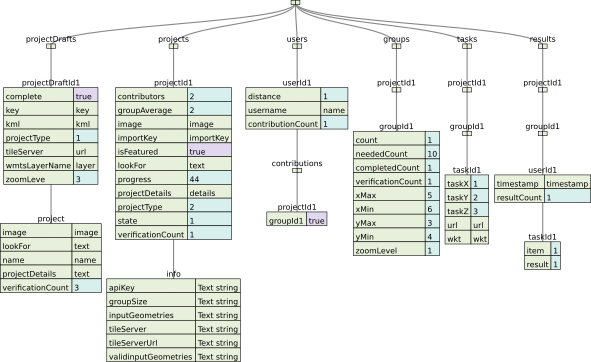 projectDrafts projects users groups tasks results
projectDraftId1
complete true
key key
kml kml
projectType 1
tileServer url
wmtsLayerName layer
zoomLeve 3
project
image image
lookFor text
name name
projectDetails text
verificationCount 3
projectId1
contributors 2
groupAverage 2
image image
importKey importKey
isFeatured true
lookFor text
progress 44
projectDetails details
projectType 2
state 1
verificationCount 1
info
apiKey Text string
groupSize Text string
inputGeometries Text string
tileServer Text string
tileServerUrl Text string
validinputGeometries Text string
userId1
distance 1
username name
contributionCount 1
contributions
projectId1
groupId1 true
projectId1
groupId1
count 1
neededCount 10
completedCount 1
verificationCount 1
xMax 5
xMin 6
yMax 3
yMin 4
zoomLevel 1
projectId1
groupId1
taskId1
taskX 1
taskY 2
taskZ 3
url url
wkt wkt
projectId1
groupId1
userId1
timestamp timestamp
resultCount 1
taskId1
item 1
result 1